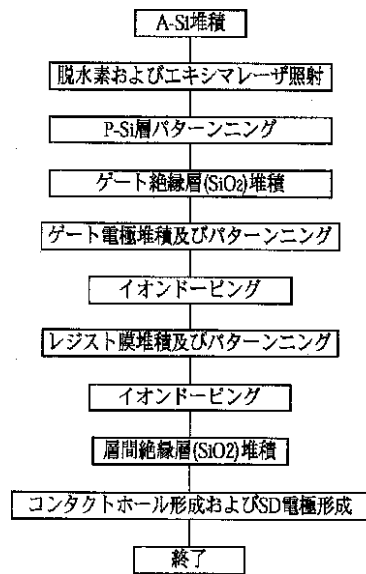 A-Si堆積
脱水素およびエキシマレーザ照射
P-Si層パターンニング
ゲート絶縁層(SiO₂)堆積
ゲート電極堆積及びパターンニング
イオンドーピング
レジスト膜堆積及びパターンニング
イオンドーピング
層間絶縁層(SiO2)堆積
コンタクトホール形成およびSD電極形成
終了